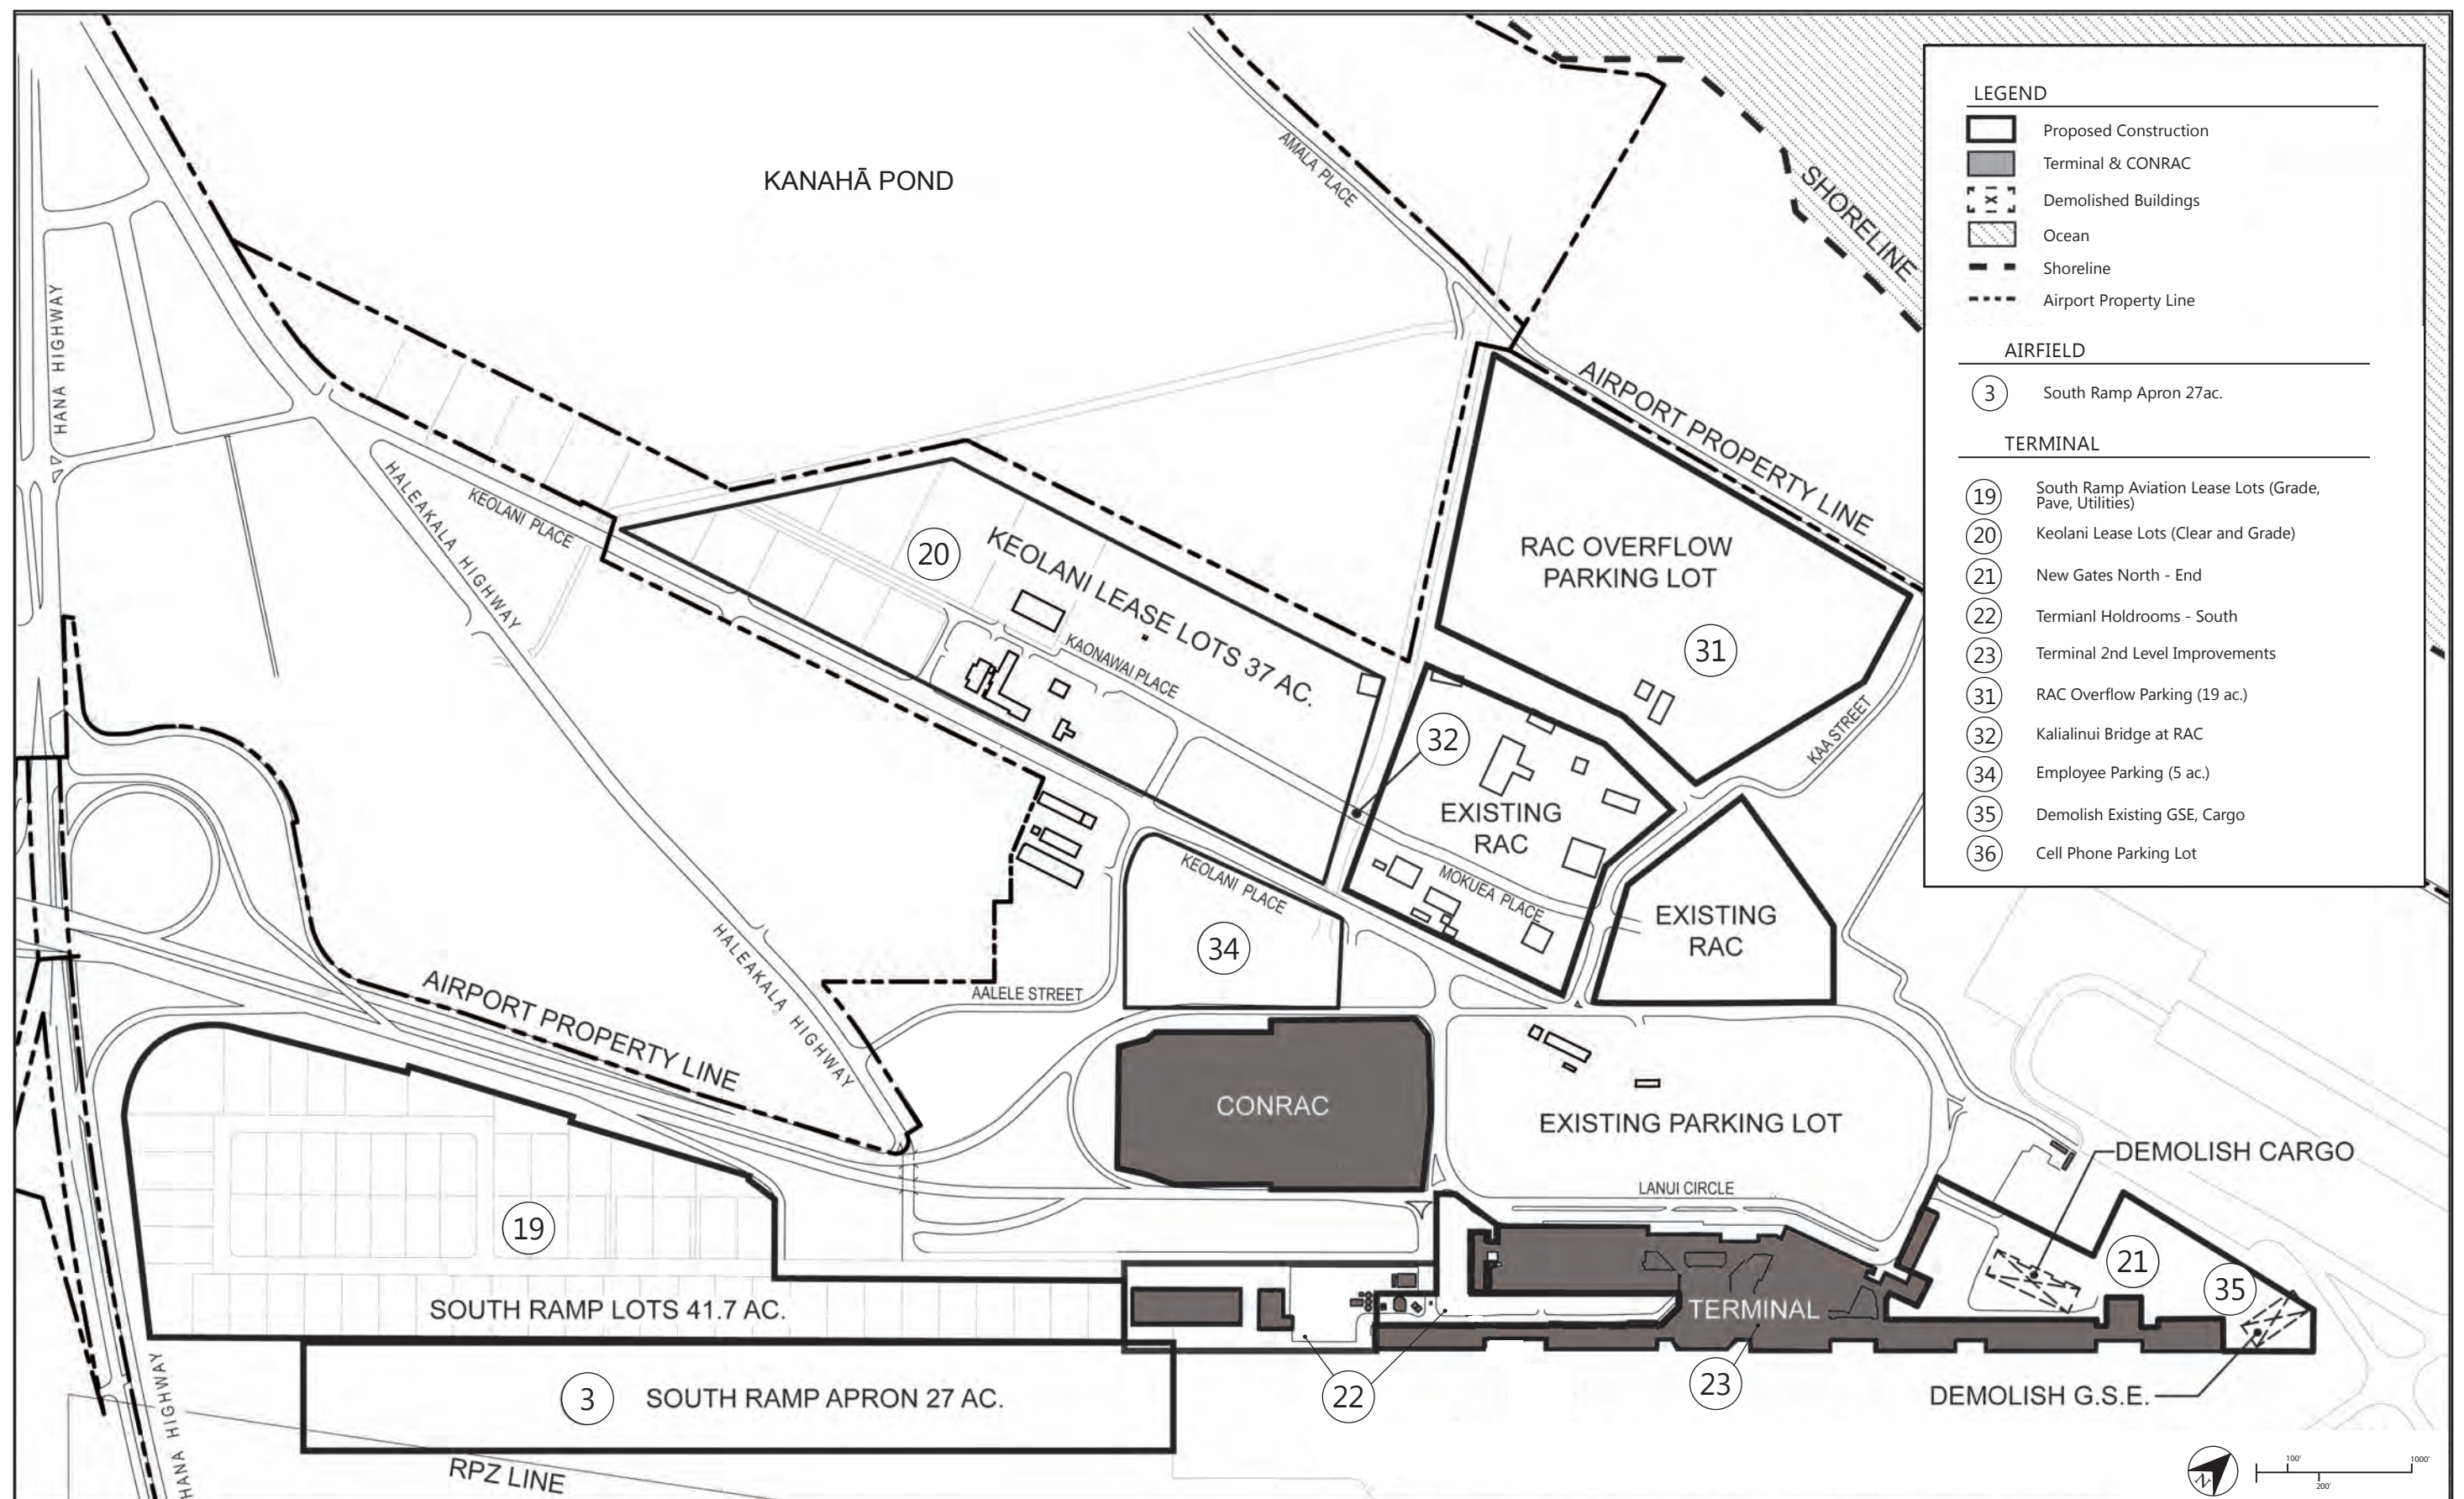 KANAHĀ POND
AMALA PLACE
SHORELINE
HANA HIGHWAY
HALEAKALA HIGHWAY
KEOLANI PLACE
20
KEOLANI LEASE LOTS 37 AC.
KAONAWAI PLACE
AIRPORT PROPERTY LINE
RAC OVERFLOW
PARKING LOT
31
32
KAA STREET
EXISTING
RAC
MOKUEA PLACE
EXISTING
RAC
KEOLANI PLACE
34
AALELE STREET
HALEAKALA HIGHWAY
AIRPORT PROPERTY LINE
CONRAC
EXISTING PARKING LOT
LANUI CIRCLE
DEMOLISH CARGO
19
SOUTH RAMP LOTS 41.7 AC.
TERMINAL
21
35
3
SOUTH RAMP APRON 27 AC.
22
23
DEMOLISH G.S.E.
HANA HIGHWAY
RPZ LINE
N
100'
200'
1000'
LEGEND
Proposed Construction
Terminal & CONRAC
X
Demolished Buildings
Ocean
Shoreline
Airport Property Line
AIRFIELD
3 South Ramp Apron 27ac.
TERMINAL
19 South Ramp Aviation Lease Lots (Grade,
Pave, Utilities)
20 Keolani Lease Lots (Clear and Grade)
21 New Gates North - End
22 Termianl Holdrooms - South
23 Terminal 2nd Level Improvements
31 RAC Overflow Parking (19 ac.)
32 Kalialinui Bridge at RAC
34 Employee Parking (5 ac.)
35 Demolish Existing GSE, Cargo
36 Cell Phone Parking Lot